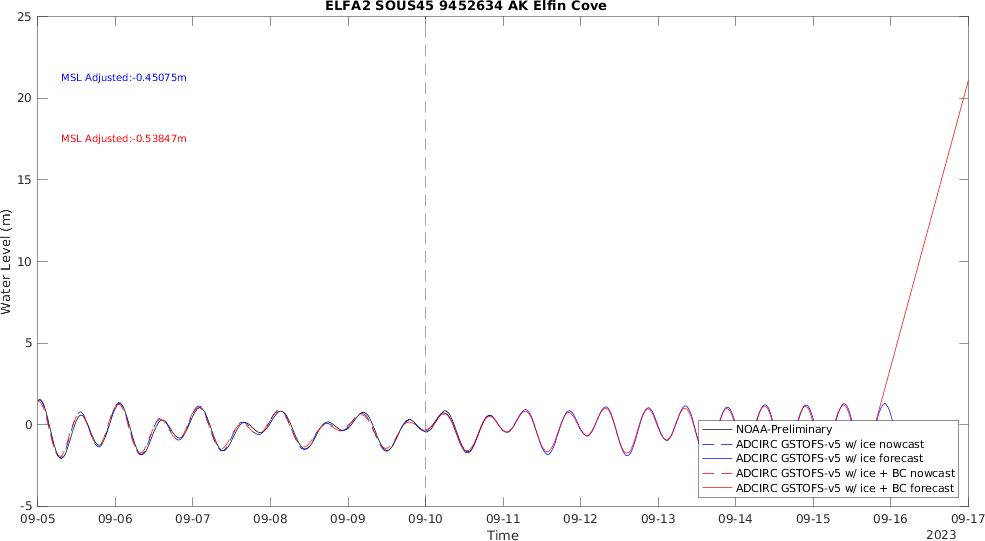 ELFA2 SOUS45 9452634 AK Elfin Cove
25
20
15
10
5
0
-5
Water Level (m)
MSL Adjusted:-0.45075m
MSL Adjusted:-0.53847m
NOAA-Preliminary
ADCIRC GSTOFS-v5 w/ ice nowcast
ADCIRC GSTOFS-v5 w/ ice forecast
ADCIRC GSTOFS-v5 w/ ice + BC nowcast
ADCIRC GSTOFS-v5 w/ ice + BC forecast
09-05 09-06 09-07 09-08 09-09 09-10 09-11 09-12 09-13 09-14 09-15 09-16 09-17
Time
2023